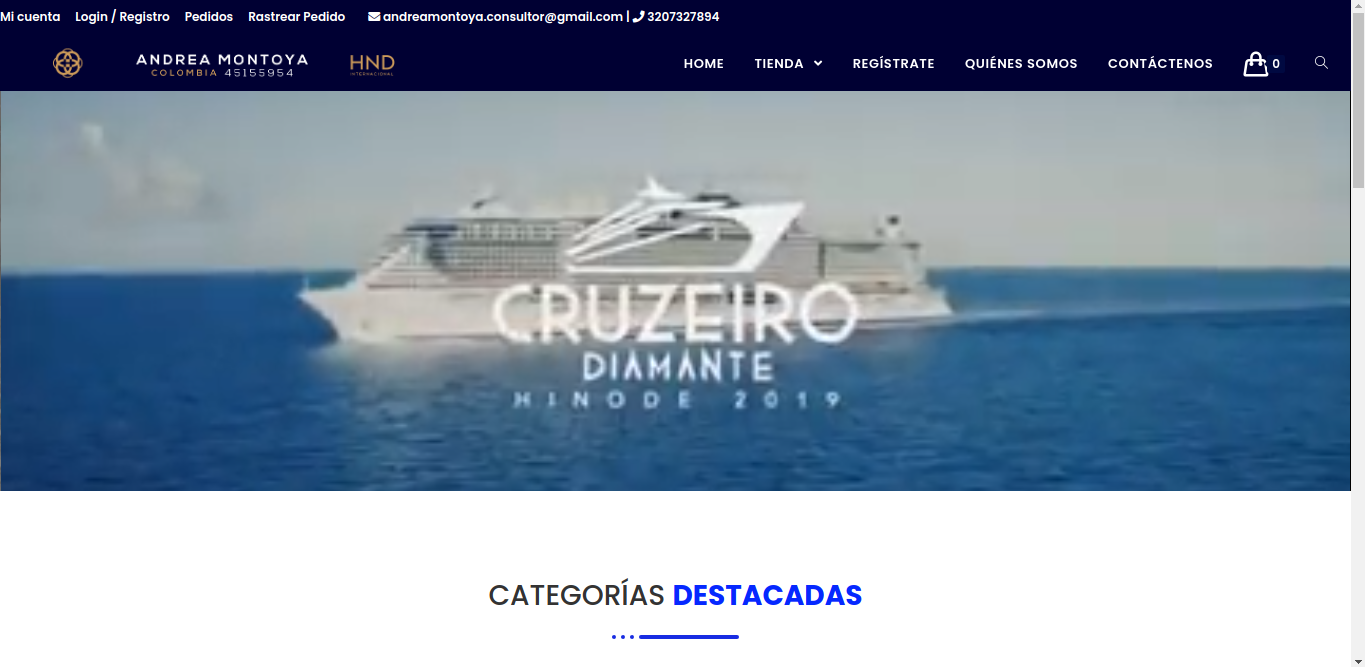 Mi cuenta Login / Registro Pedidos Rastrear Pedido andreamontoya.consultor@gmail.com | 3207327894
ANDREA MONTOYA
COLOMBIA 45155954
HND
INTERNACIONAL
HOME TIENDA REGÍSTRATE QUIÉNES SOMOS CONTÁCTENOS 0
CRUZEIRO
DIAMANTE
HINODE 2019
CATEGORÍAS DESTACADAS